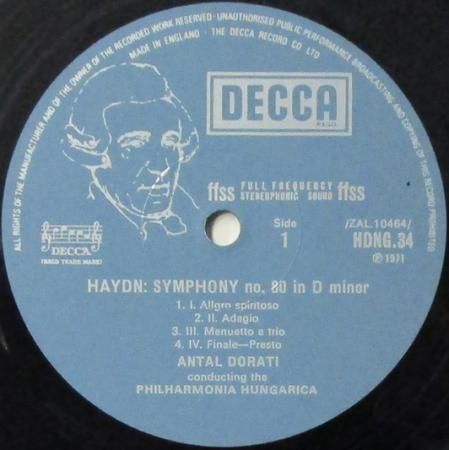 ALL RIGHTS OF THE MANUFACTURER AND OF THE OWNER OF THE RECORDED WORK RESERVED · UNAUTHORISED PUBLIC PERFORMANCE BROADCASTING AND COPYING OF THIS RECORD PROHIBITED
MADE IN ENGLAND · THE DECCA RECORD CO LTD
DECCA
REGD.
ffss FULL FREQUENCY STEREOPHONIC SOUND ffss
DECCA
(REGD TRADE MARK)
Side
1
/ZAL.10464/
HDNG.34
Ⓟ 1971
HAYDN: SYMPHONY no. 80 in D minor
1. I. Allgro spiritoso
2. II. Adagio
3. III. Menuetto e trio
4. IV. Finale—Presto
ANTAL DORATI
conducting the
PHILHARMONIA HUNGARICA